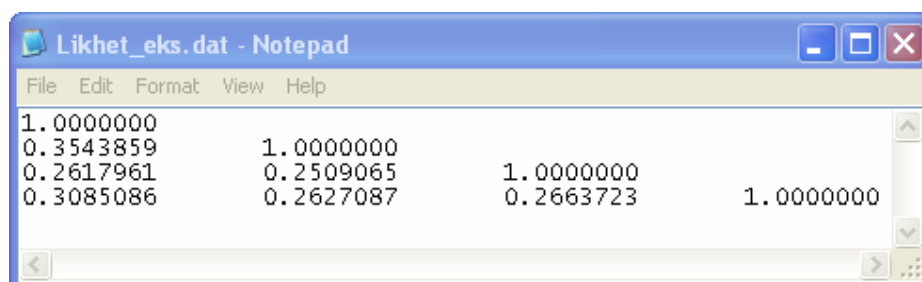 Likhet_eks.dat - Notepad
File Edit Format View Help
1.0000000
0.3543859 1.0000000
0.2617961 0.2509065 1.0000000
0.3085086 0.2627087 0.2663723 1.0000000